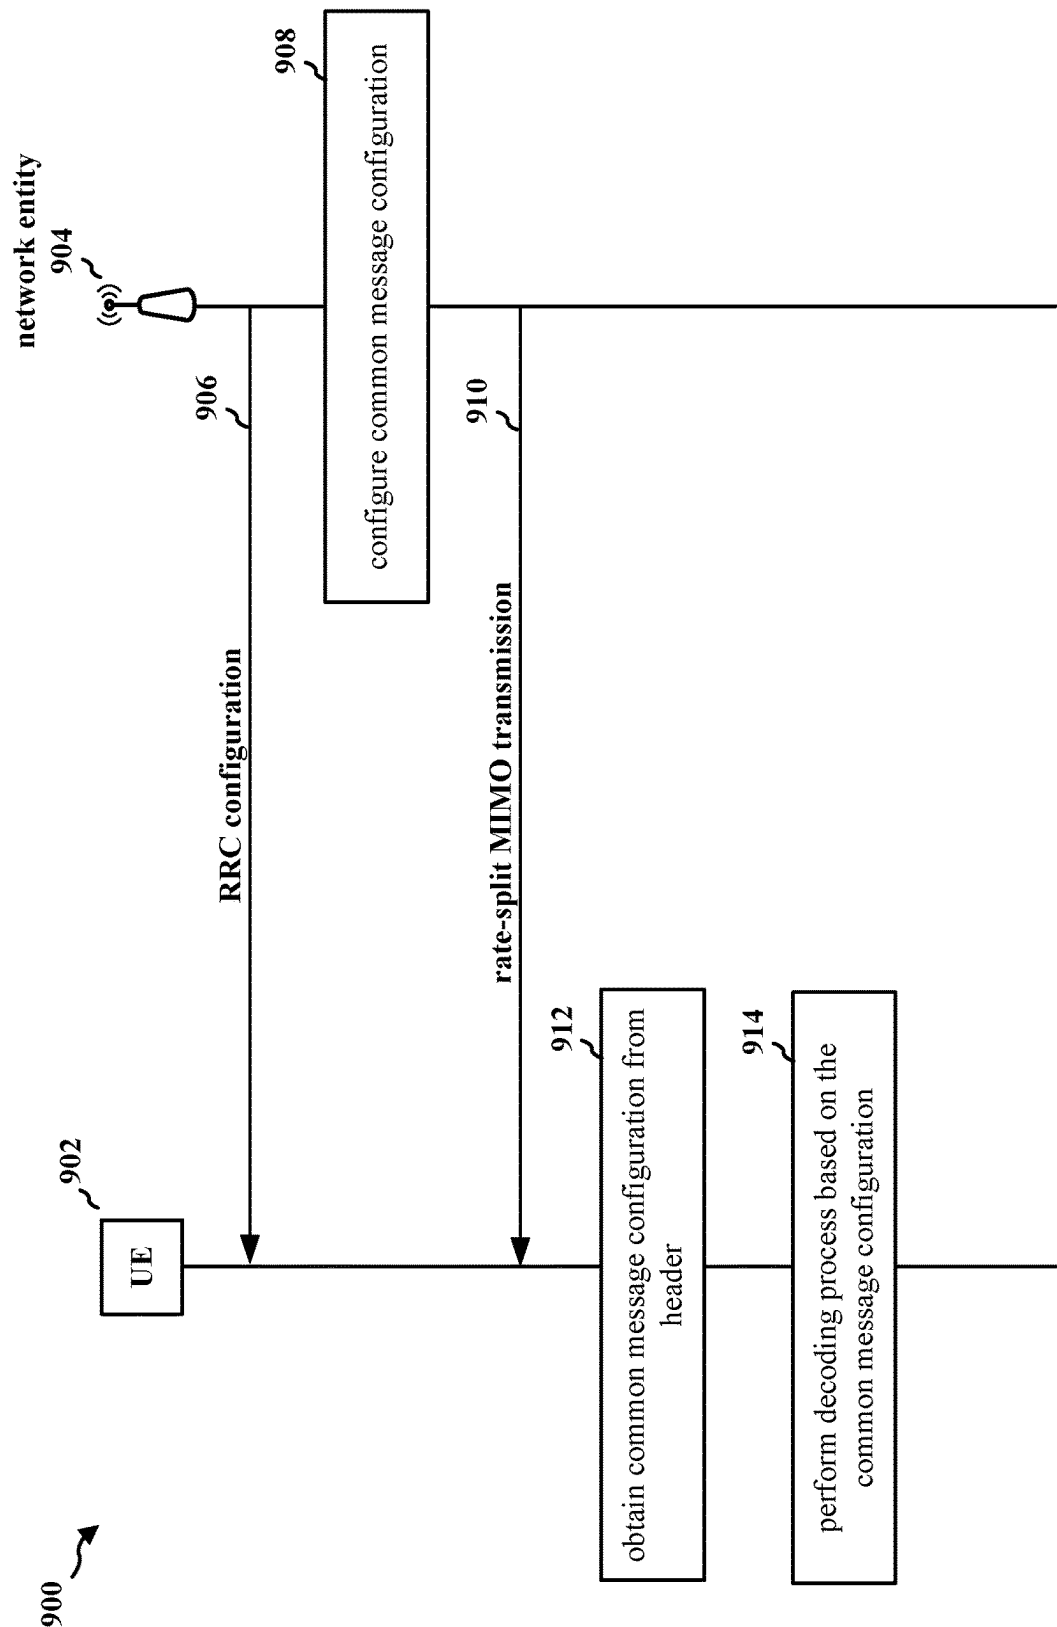 900
902
UE
network entity
904
RRC configuration
906
908
configure common message configuration
rate-split MIMO transmission
910
912
obtain common message configuration from
header
914
perform decoding process based on the
common message configuration